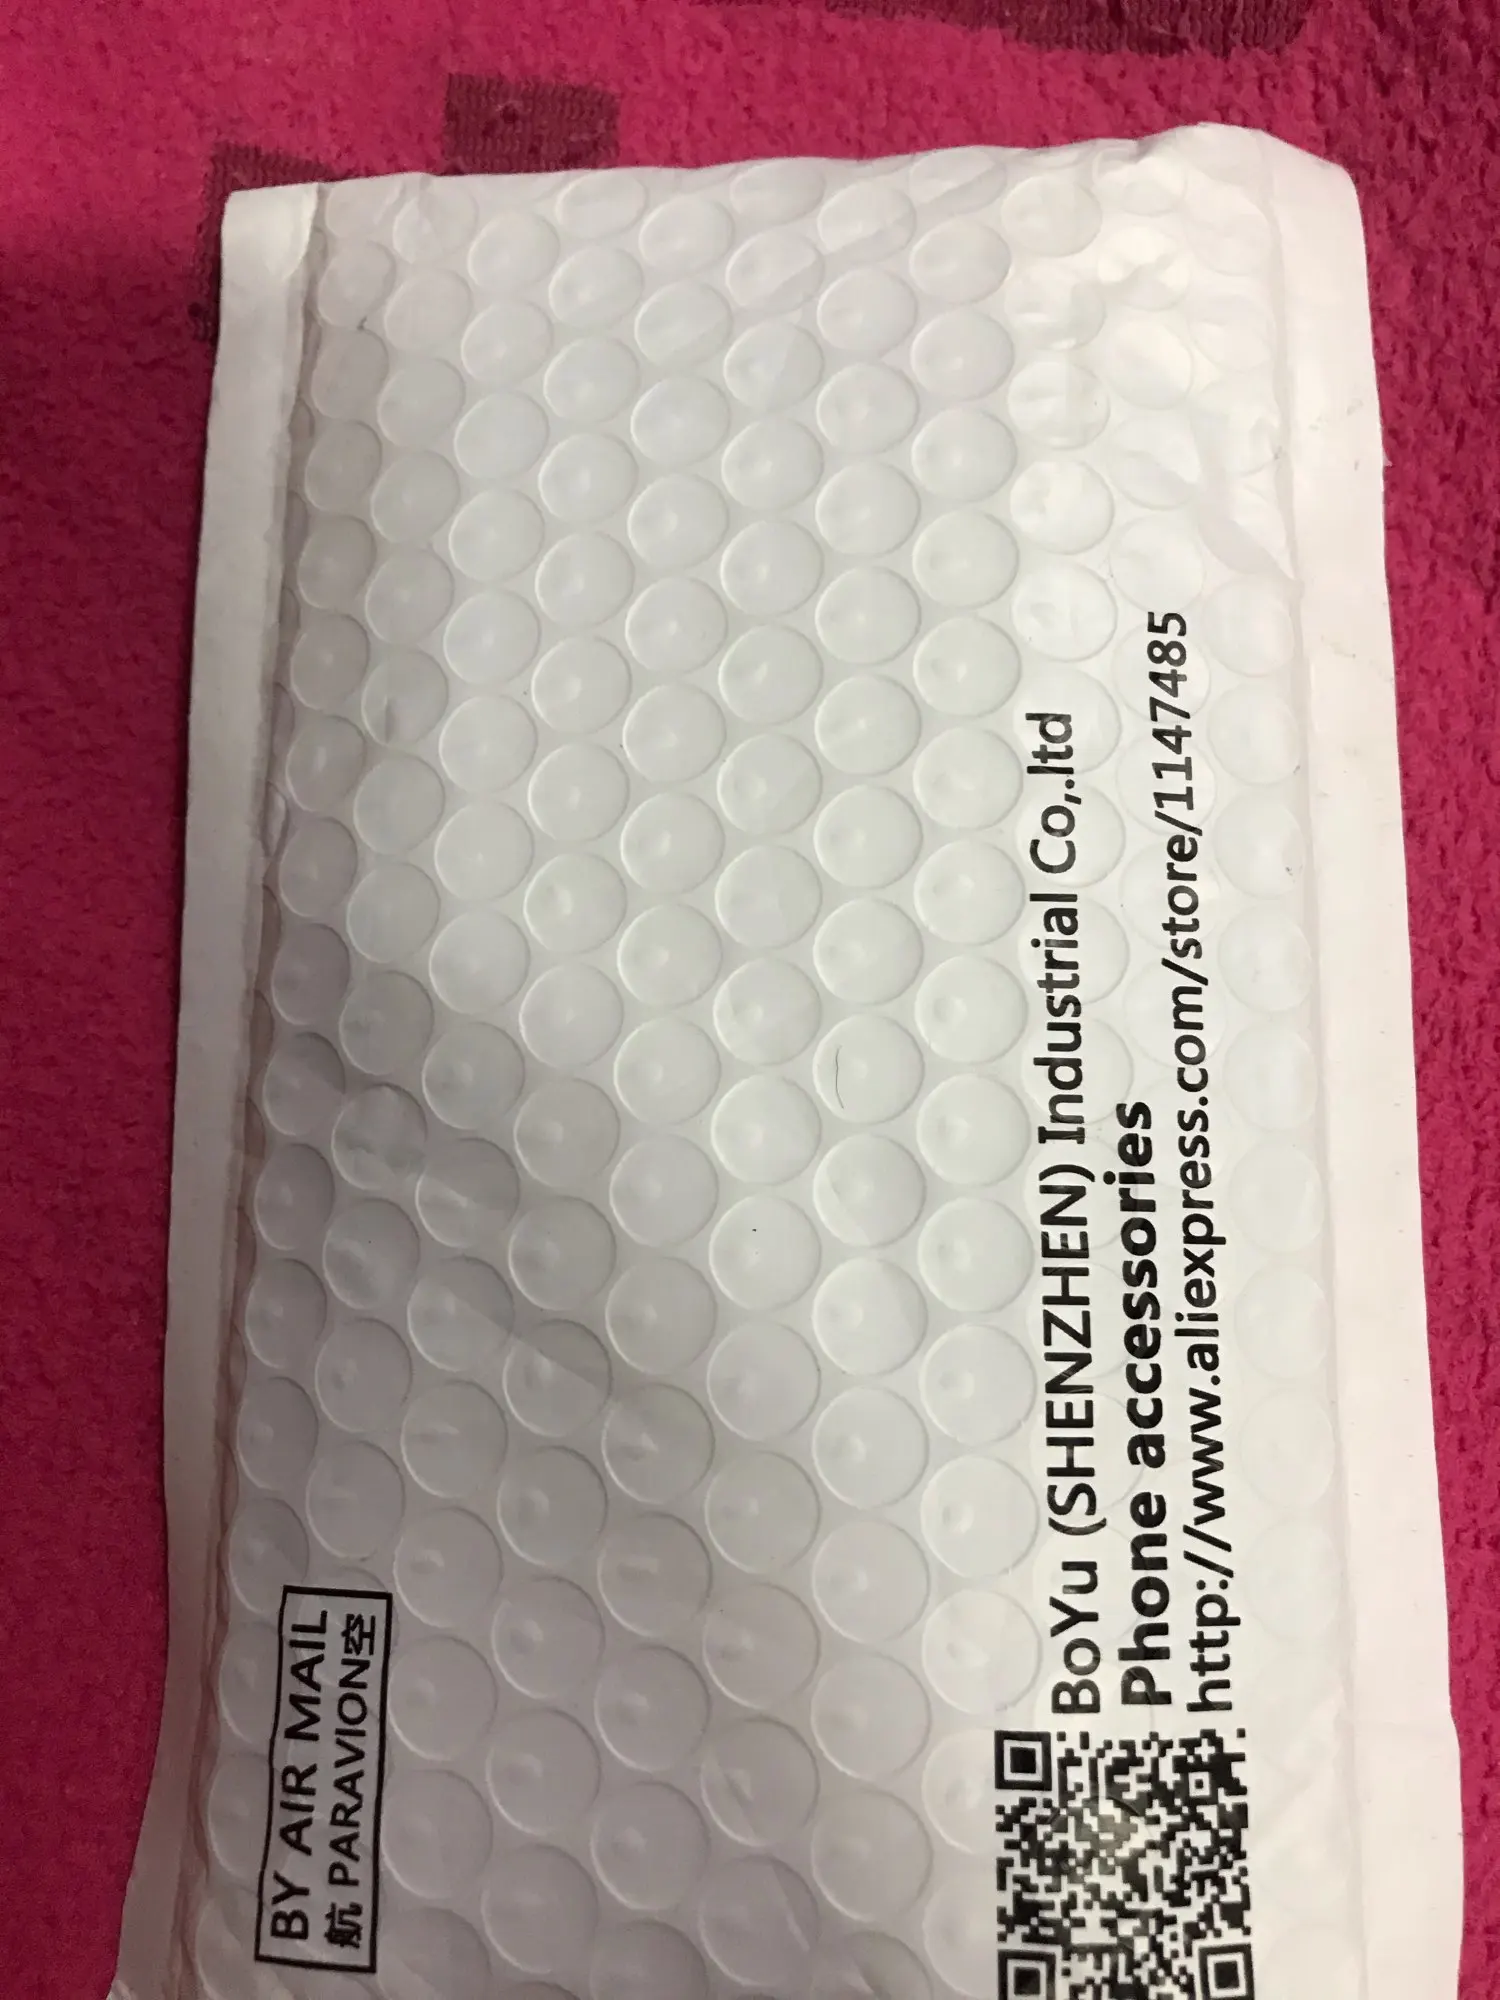 BY AIR MAIL
航 PARAVION空
BoYu (SHENZHEN) Industrial Co,.ltd
Phone accessories
http://www.aliexpress.com/store/1147485